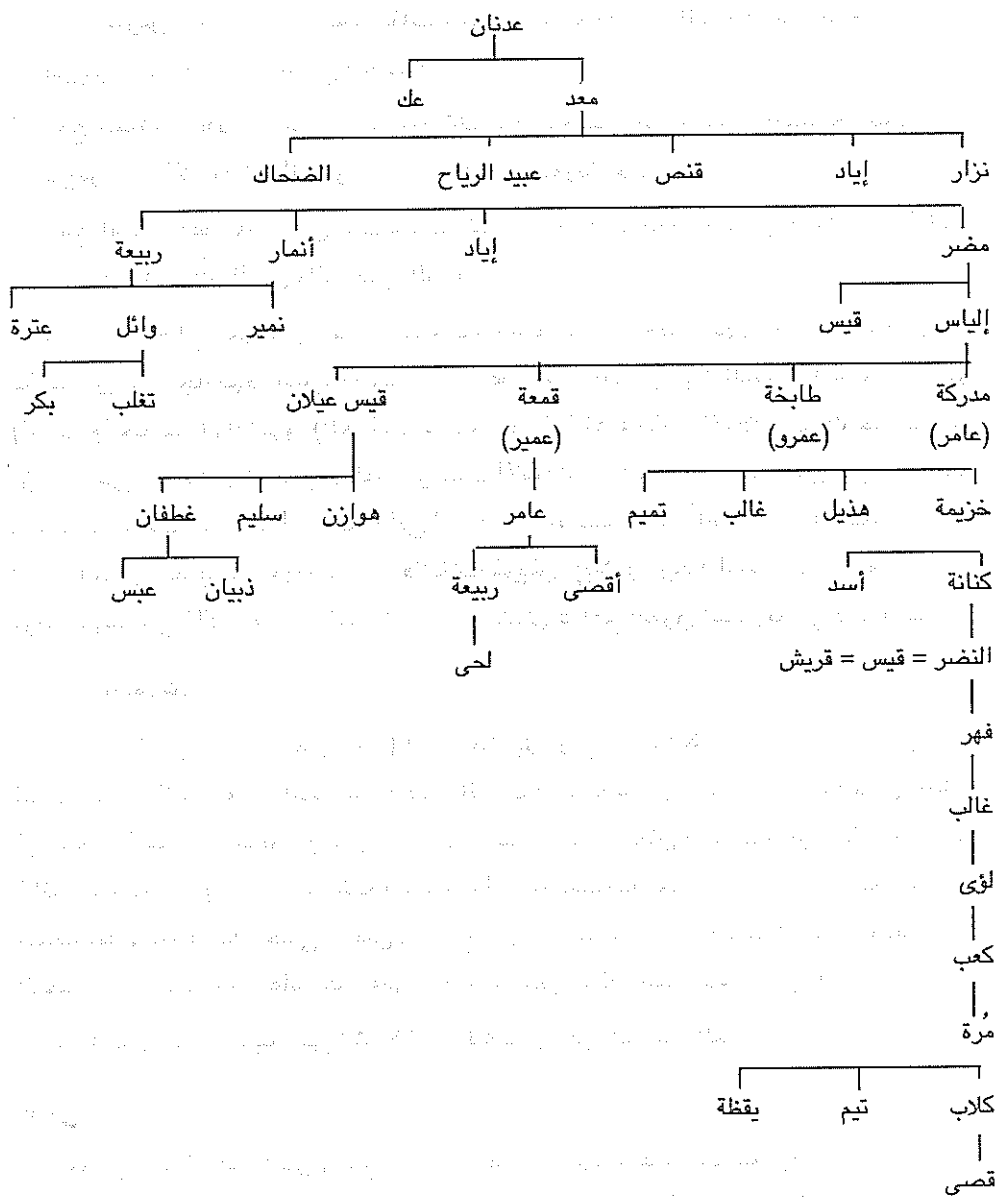 عدنان
معد عك
نزار إياد قنص عبيد الرياح الضحاك
مضر إياد أنمار ربيعة
إلياس قيس نمير وائل عترة
مدركة طابخة قمعة قيس عيلان تغلب بكر
(عامر) (عمرو) (عمير)
خزيمة هذيل غالب تميم عامر هوازن سليم غطفان
كنانة أسد أقصى ربيعة ذبيان عبس
النضر = قيس = قريش لحى
فهر
غالب
لؤى
كعب
مُرة
كلاب تيم يقظة
قصى